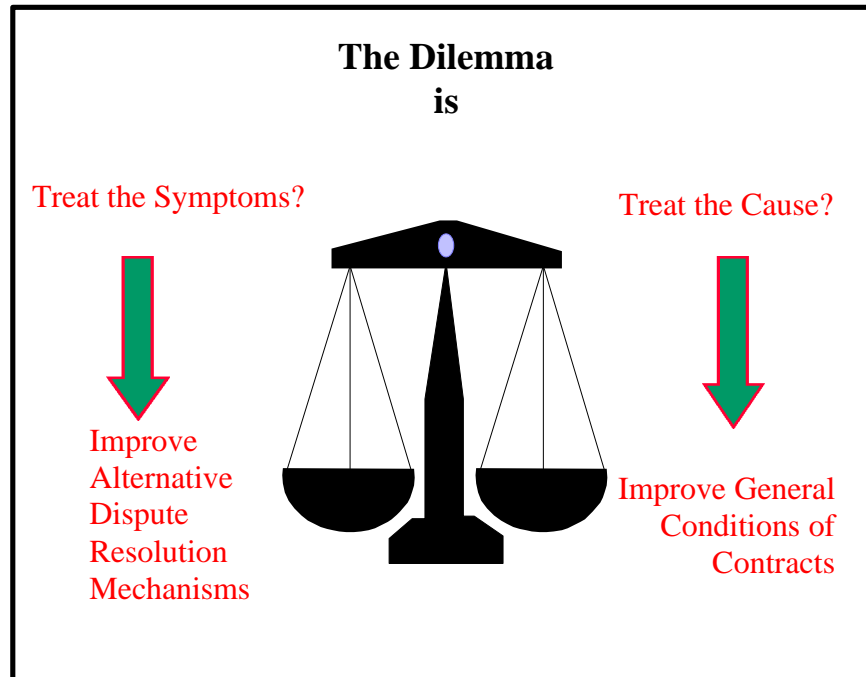 The Dilemma
is
Treat the Symptoms?
Improve
Alternative
Dispute
Resolution
Mechanisms
Treat the Cause?
Improve General
Conditions of
Contracts